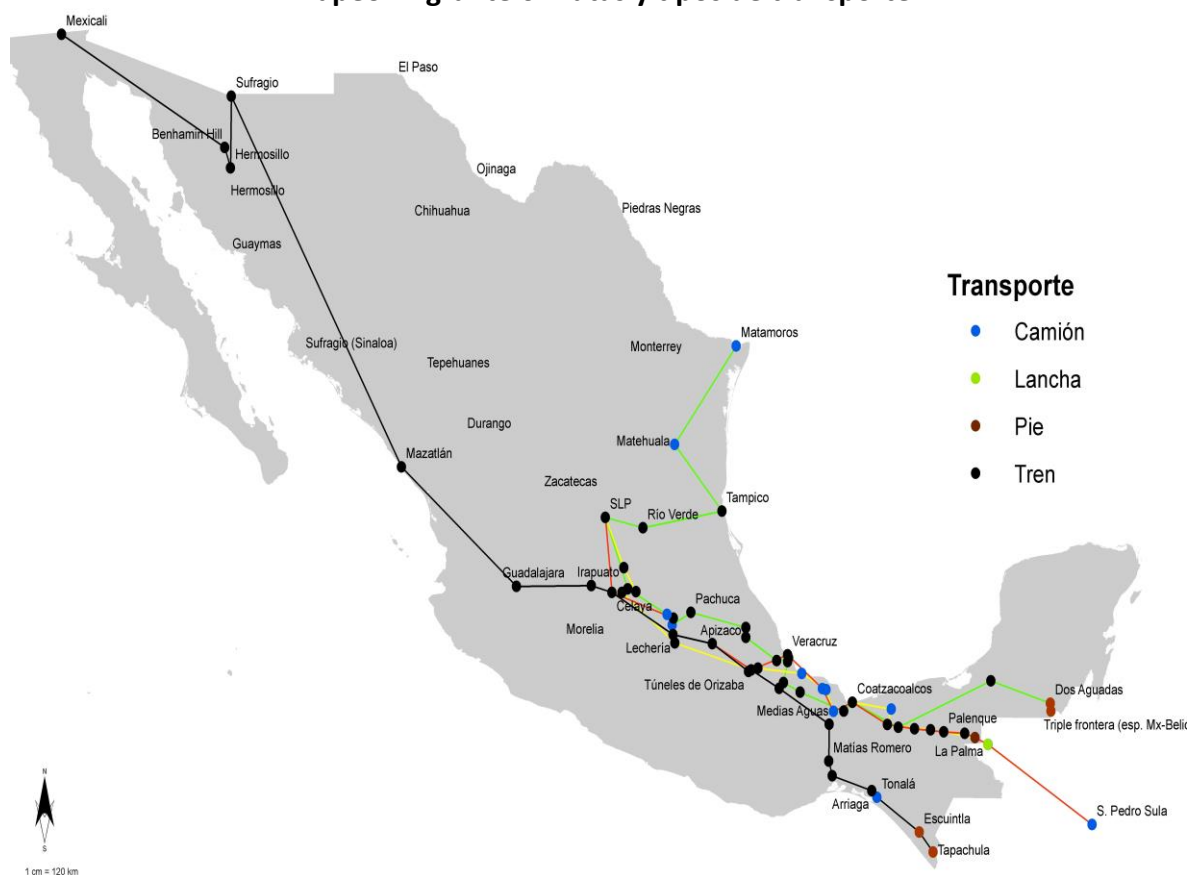 Mexicali
Sufragio
El Paso
Benhamin Hill
Hermosillo
Hermosillo
Ojinaga
Chihuahua
Piedras Negras
Guaymas
Transporte
Camión
Lancha
Pie
Tren
Matamoros
Sufragio (Sinaloa)
Monterrey
Tepehuanes
Durango
Matehuala
Mazatlán
Zacatecas
SLP
Río Verde
Tampico
Guadalajara
Irapuato
Celaya
Pachuca
Morelia
Apizaco
Lechería
Veracruz
Túneles de Orizaba
Coatzacoalcos
Dos Aguadas
Medias Aguas
Palenque
Triple frontera (esp. Mx-Belic
Matías Romero
La Palma
Tonalá
Arriaga
S. Pedro Sula
Escuintla
Tapachula
N
S
1 cm = 120 km